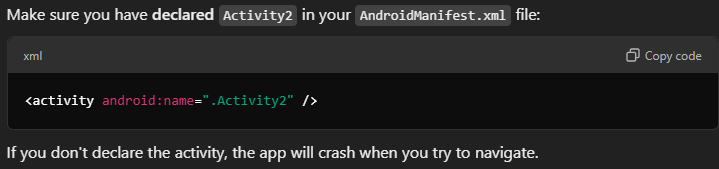 Make sure you have declared Activity2 in your AndroidManifest.xml file:
xml Copy code
<activity android:name=".Activity2" />
If you don't declare the activity, the app will crash when you try to navigate.